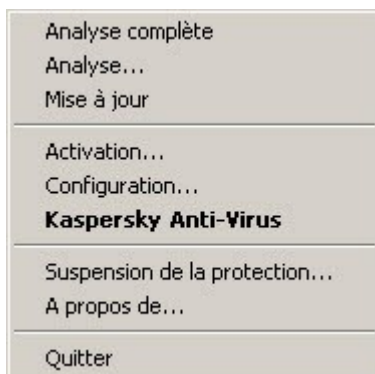 Analyse complète
Analyse...
Mise à jour
Activation...
Configuration...
Kaspersky Anti-Virus
Suspension de la protection...
A propos de...
Quitter